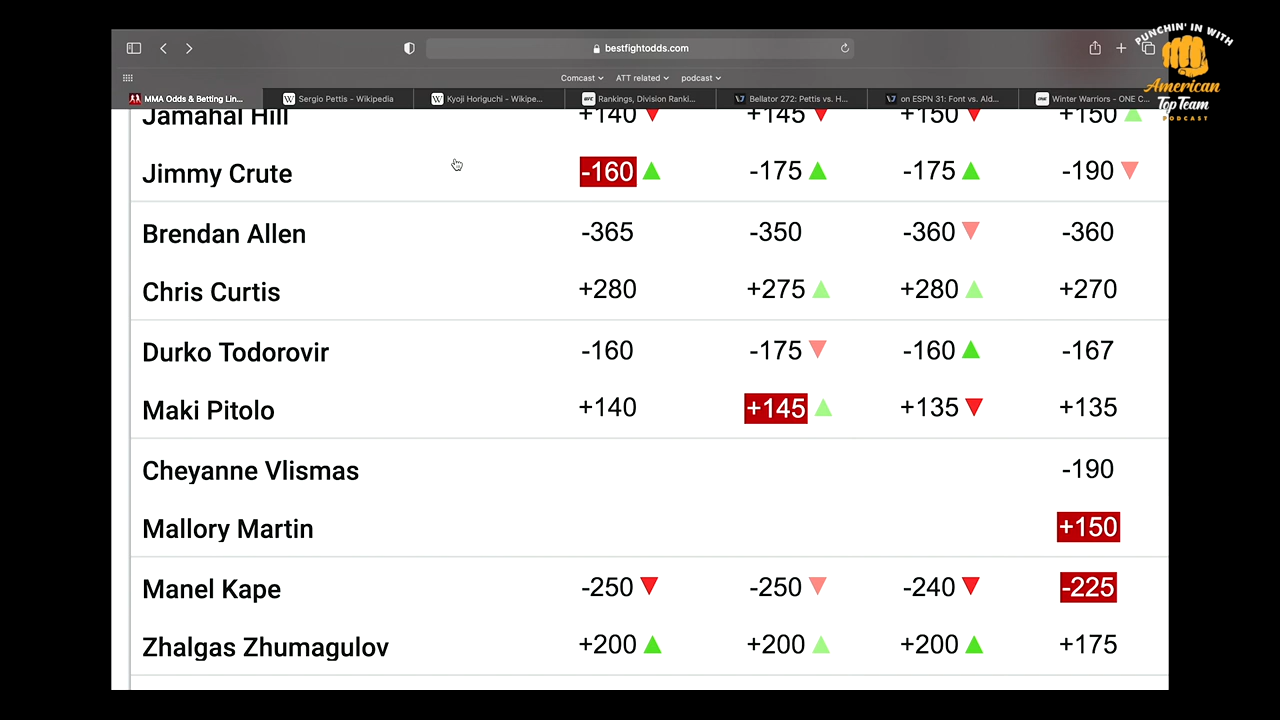 bestfightodds.com
PUNCHIN' IN WITH
American
Top Team
PODCAST
Comcast ATT related podcast
MMA Odds & Betting Lin... Sergio Pettis - Wikipedia Kyoji Horiguchi - Wikipe... Rankings, Division Ranki... Bellator 272: Pettis vs. H... on ESPN 31: Font vs. Ald... Winter Warriors - ONE C...
Jamahal Hill +140 +145 +150 +150
Jimmy Crute -160 -175 -175 -190
Brendan Allen -365 -350 -360 -360
Chris Curtis +280 +275 +280 +270
Durko Todorovir -160 -175 -160 -167
Maki Pitolo +140 +145 +135 +135
Cheyanne Vlismas -190
Mallory Martin +150
Manel Kape -250 -250 -240 -225
Zhalgas Zhumagulov +200 +200 +200 +175